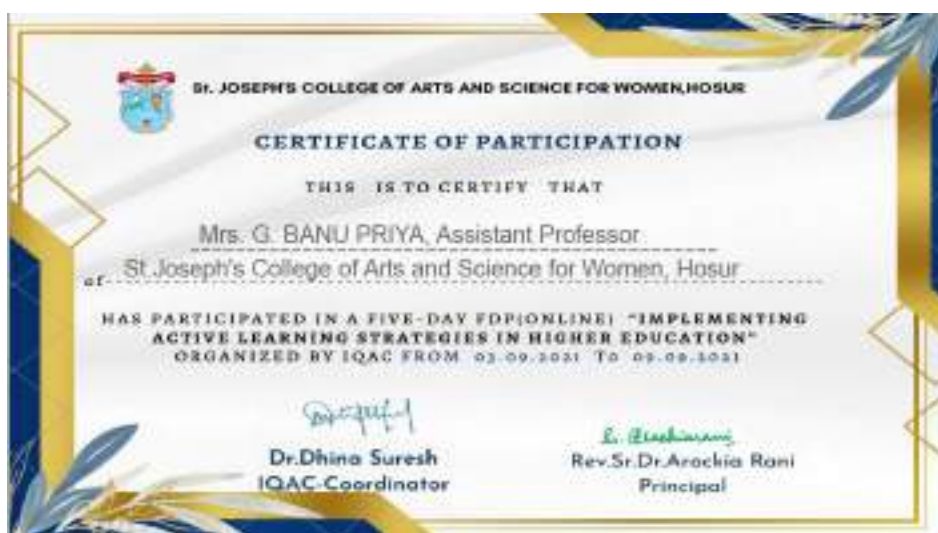 St. JOSEPH'S COLLEGE OF ARTS AND SCIENCE FOR WOMEN,HOSUR
CERTIFICATE OF PARTICIPATION
THIS IS TO CERTIFY THAT
Mrs. G. BANU PRIYA, Assistant Professor
of St.Joseph's College of Arts and Science for Women, Hosur
HAS PARTICIPATED IN A FIVE-DAY FDP(ONLINE) "IMPLEMENTING
ACTIVE LEARNING STRATEGIES IN HIGHER EDUCATION"
ORGANIZED BY IQAC FROM 03.09.2021 To 09.09.2021
Dr.Dhina Suresh
Rev.Sr.Dr.Arockia Rani
IQAC-Coordinator
Principal